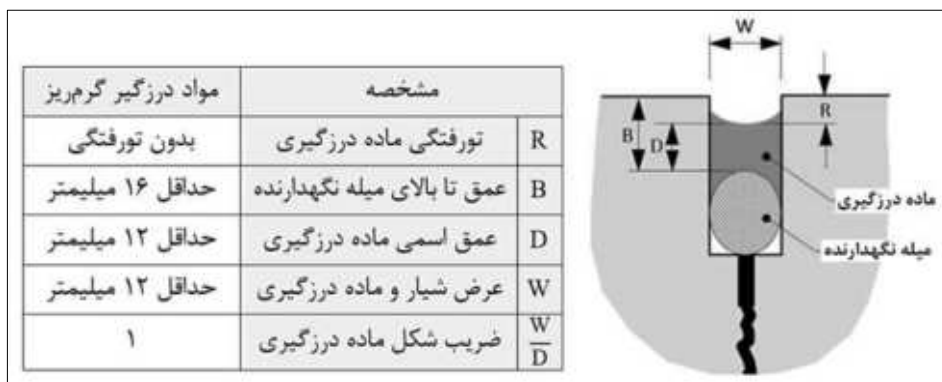 مشخصه	مواد درزگیر گرم‌ریز
R	تورفتگی ماده درزگیری	بدون تورفتگی
B	عمق تا بالای میله نگهدارنده	حداقل ۱۶ میلیمتر
D	عمق اسمی ماده درزگیری	حداقل ۱۲ میلیمتر
W	عرض شیار و ماده درزگیری	حداقل ۱۲ میلیمتر
W/D	ضریب شکل ماده درزگیری	۱
W
R
B
D
ماده درزگیری
میله نگهدارنده